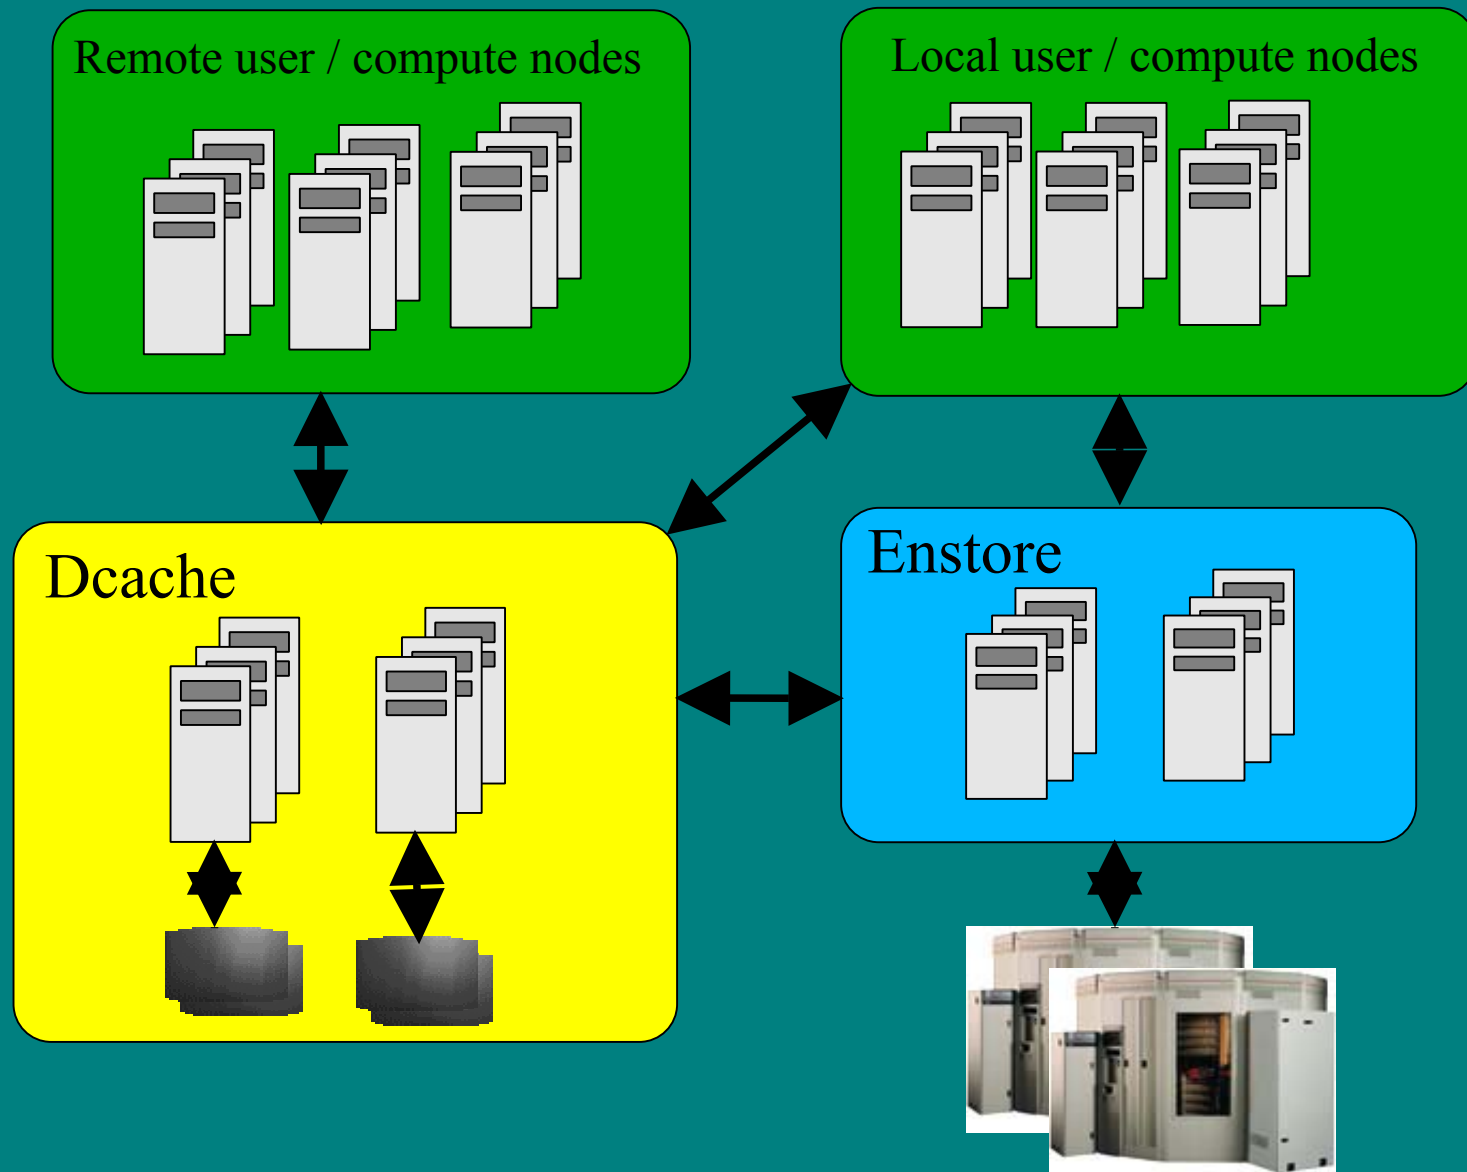 Remote user / compute nodes
Local user / compute nodes
Dcache
Enstore